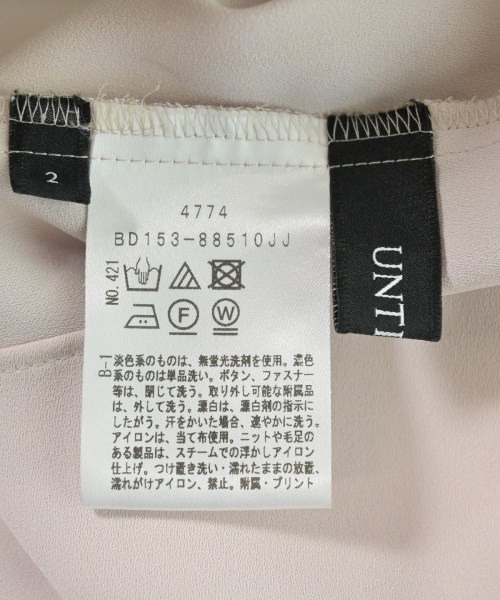 2
4774
BD153-88510JJ
NO.421
F
W
B-1
淡色系のものは、無蛍光洗剤を使用。濃色
系のものは単品洗い。ボタン、ファスナー
等は、閉じて洗う。取り外し可能な附属品
は、外して洗う。漂白は、漂白剤の指示に
したがう。汗をかいた場合、速やかに洗う。
アイロンは、当て布使用。ニットや毛足の
ある製品は、スチームでの浮かしアイロン
仕上げ。つけ置き洗い・濡れたままの放置、
濡れがけアイロン、禁止。附属・プリント
UNTI